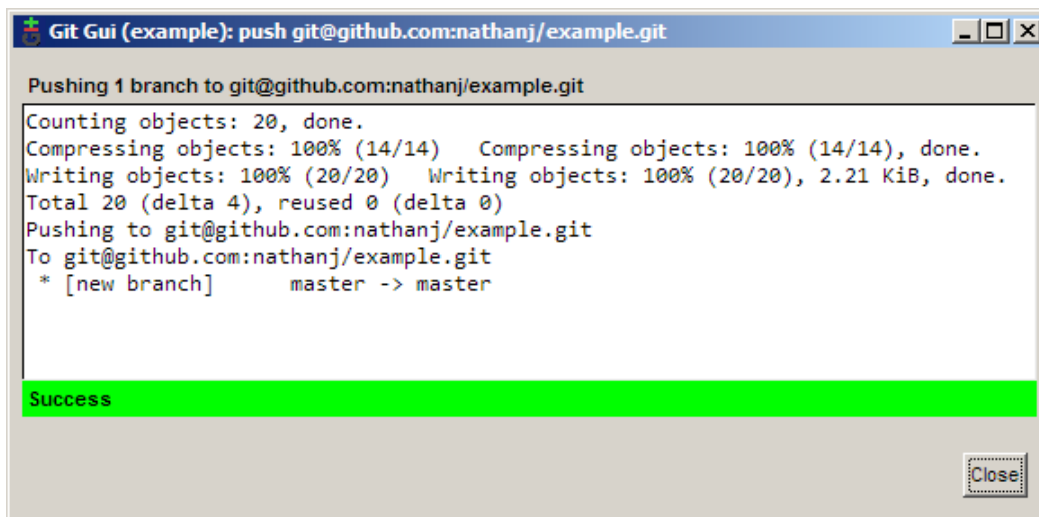 Git Gui (example): push git@github.com:nathanj/example.git
Pushing 1 branch to git@github.com:nathanj/example.git
Counting objects: 20, done.
Compressing objects: 100% (14/14)   Compressing objects: 100% (14/14), done.
Writing objects: 100% (20/20)   Writing objects: 100% (20/20), 2.21 KiB, done.
Total 20 (delta 4), reused 0 (delta 0)
Pushing to git@github.com:nathanj/example.git
To git@github.com:nathanj/example.git
 * [new branch]      master -> master
Success
Close